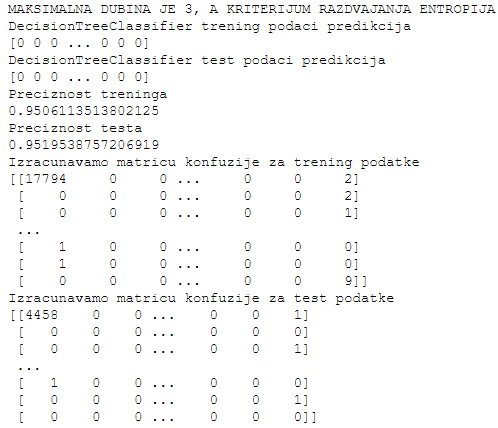 MAKSIMALNA DUBINA JE 3, A KRITERIJUM RAZDVAJANJA ENTROPIJA
DecisionTreeClassifier trening podaci predikcija
[0 0 0 ... 0 0 0]
DecisionTreeClassifier test podaci predikcija
[0 0 0 ... 0 0 0]
Preciznost treninga
0.9506113513802125
Preciznost testa
0.9519538757206919
Izracunavamo matricu konfuzije za trening podatke
[[17794 0 0 ... 0 0 2]
[ 0 0 0 ... 0 0 2]
[ 0 0 0 ... 0 0 1]
...
[ 1 0 0 ... 0 0 0]
[ 1 0 0 ... 0 0 0]
[ 0 0 0 ... 0 0 9]]
Izracunavamo matricu konfuzije za test podatke
[[4458 0 0 ... 0 0 1]
[ 0 0 0 ... 0 0 0]
[ 0 0 0 ... 0 0 1]
...
[ 1 0 0 ... 0 0 0]
[ 0 0 0 ... 0 0 1]
[ 0 0 0 ... 0 0 0]]